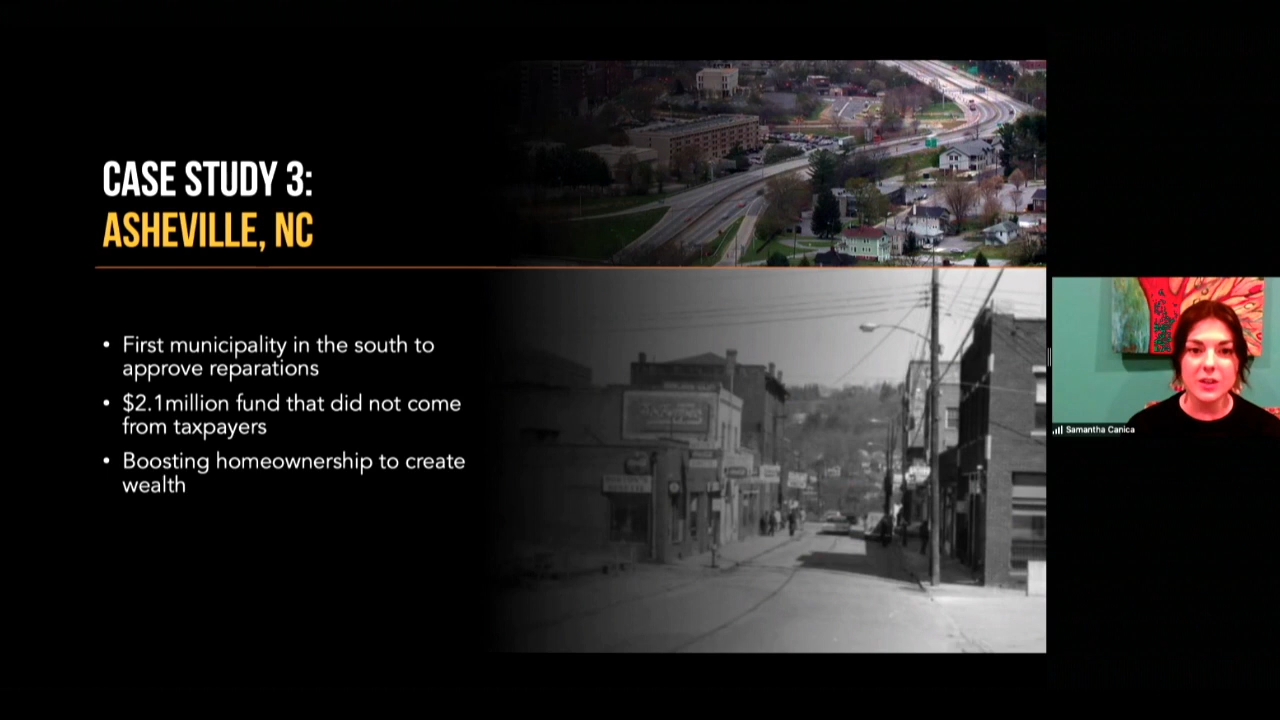 CASE STUDY 3:
ASHEVILLE, NC
• First municipality in the south to
approve reparations
• $2.1million fund that did not come
from taxpayers
• Boosting homeownership to create
wealth
Samantha Canica